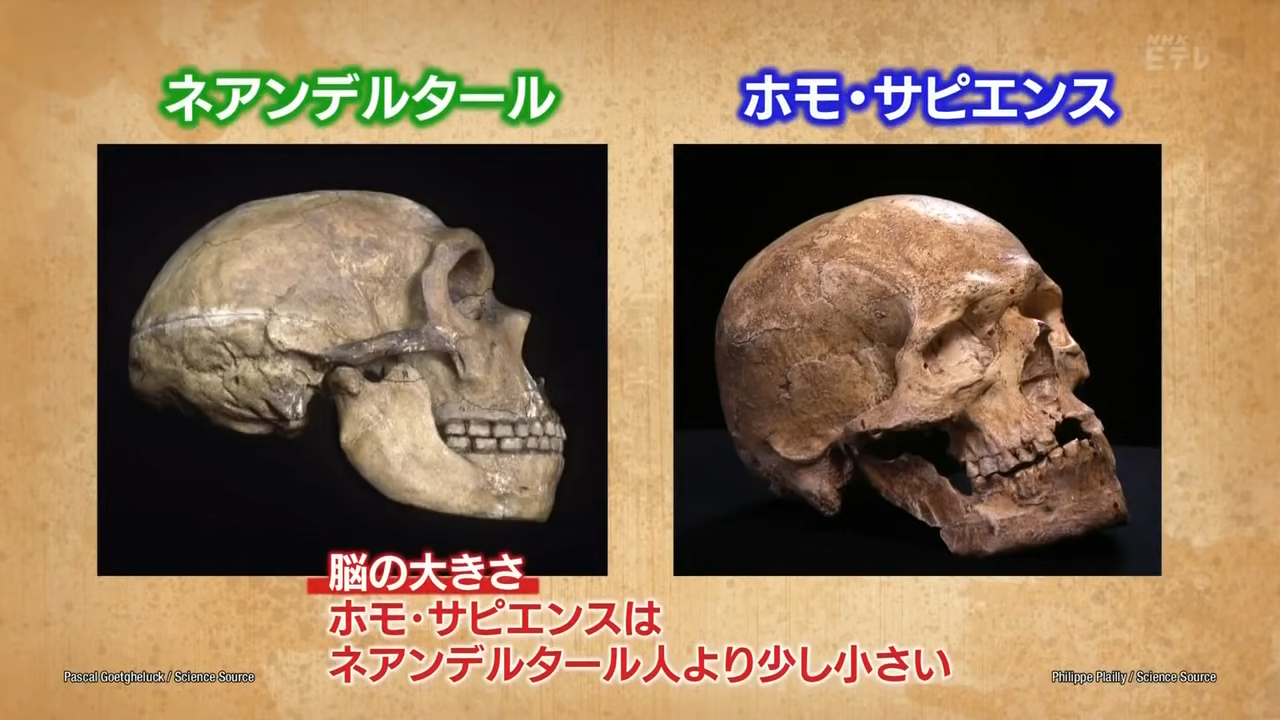 NHK
Eテレ
ネアンデルタール
ホモ・サピエンス
脳の大きさ
ホモ・サピエンスは
ネアンデルタール人より少し小さい
Pascal Goetgheluck / Science Source
Philippe Plailly / Science Source